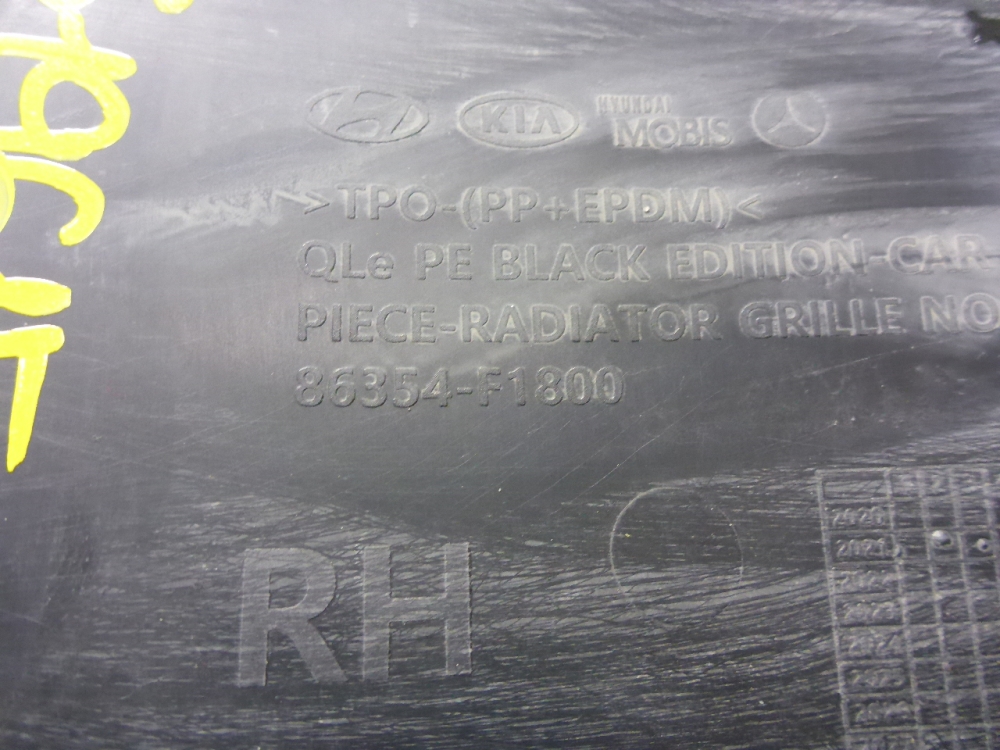 KIA
HYUNDAI
MOBIS
>TPO-(PP+EPDM)<
QLe PE BLACK EDITION-CAR
PIECE-RADIATOR GRILLE NO
86354-F1800
RH
2020
2021
2022
2023
2024
2025